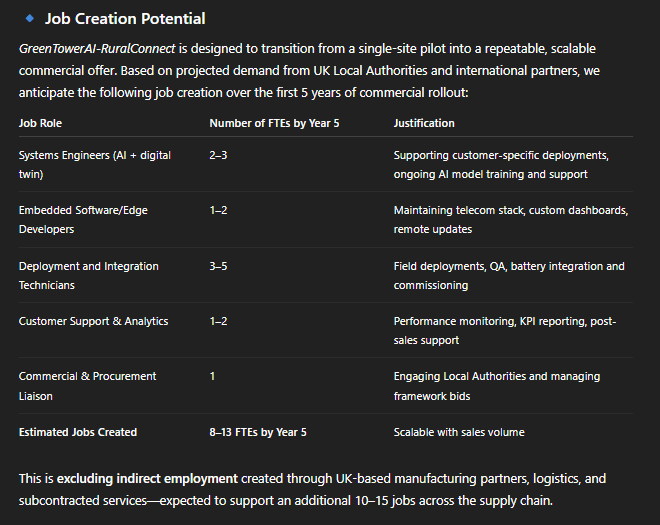 Job Creation Potential
GreenTowerAI-RuralConnect is designed to transition from a single-site pilot into a repeatable, scalable
commercial offer. Based on projected demand from UK Local Authorities and international partners, we
anticipate the following job creation over the first 5 years of commercial rollout:
Job Role Number of FTEs by Year 5 Justification
Systems Engineers (AI + digital 2–3 Supporting customer-specific deployments,
twin) ongoing AI model training and support
Embedded Software/Edge 1–2 Maintaining telecom stack, custom dashboards,
Developers remote updates
Deployment and Integration 3–5 Field deployments, QA, battery integration and
Technicians commissioning
Customer Support & Analytics 1–2 Performance monitoring, KPI reporting, post-
sales support
Commercial & Procurement 1 Engaging Local Authorities and managing
Liaison framework bids
Estimated Jobs Created 8–13 FTEs by Year 5 Scalable with sales volume
This is excluding indirect employment created through UK-based manufacturing partners, logistics, and
subcontracted services—expected to support an additional 10–15 jobs across the supply chain.